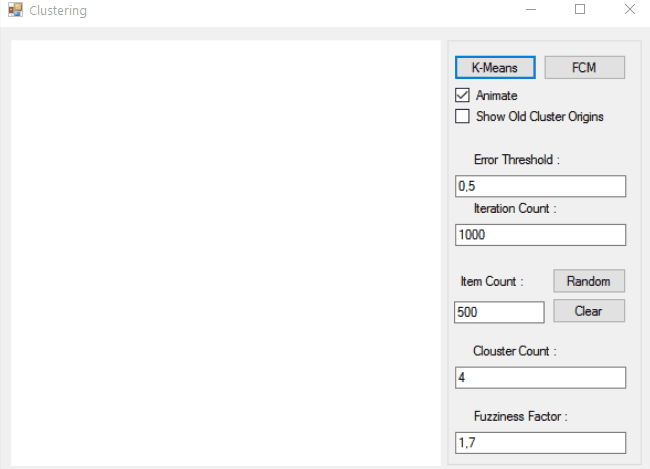 Clustering
K-Means FCM
Animate
Show Old Cluster Origins
Error Threshold :
0,5
Iteration Count :
1000
Item Count : Random
500 Clear
Clouster Count :
4
Fuzziness Factor :
1,7